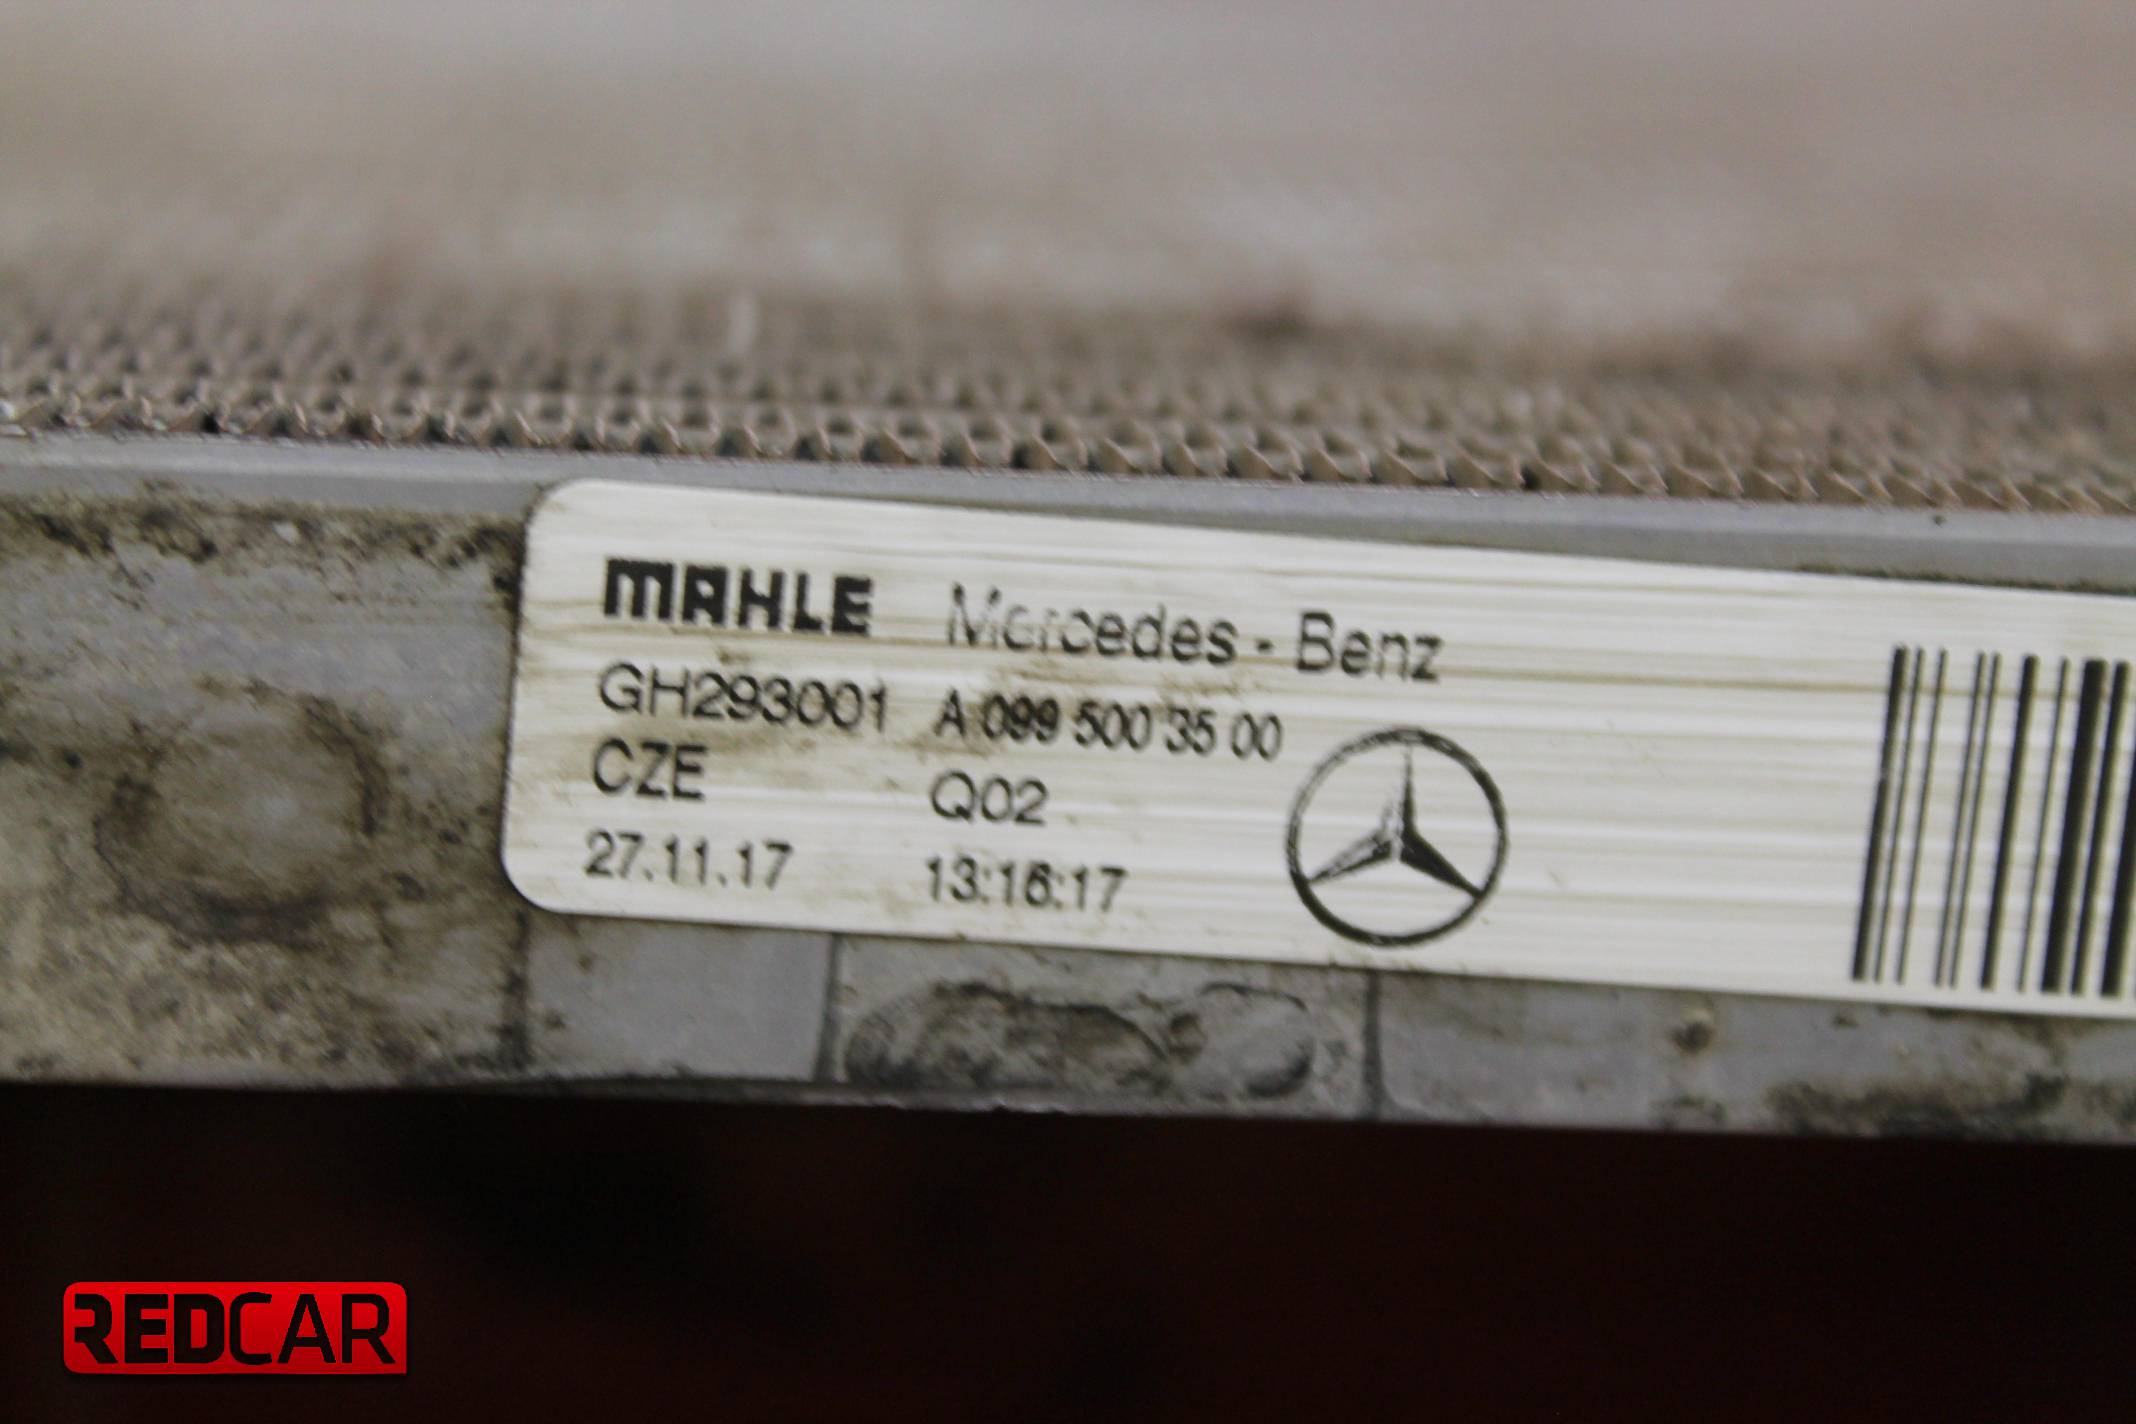 MAHLE Mercedes - Benz
GH293001 A 099 500 35 00
CZE Q02
27.11.17 13:16:17
REDCAR